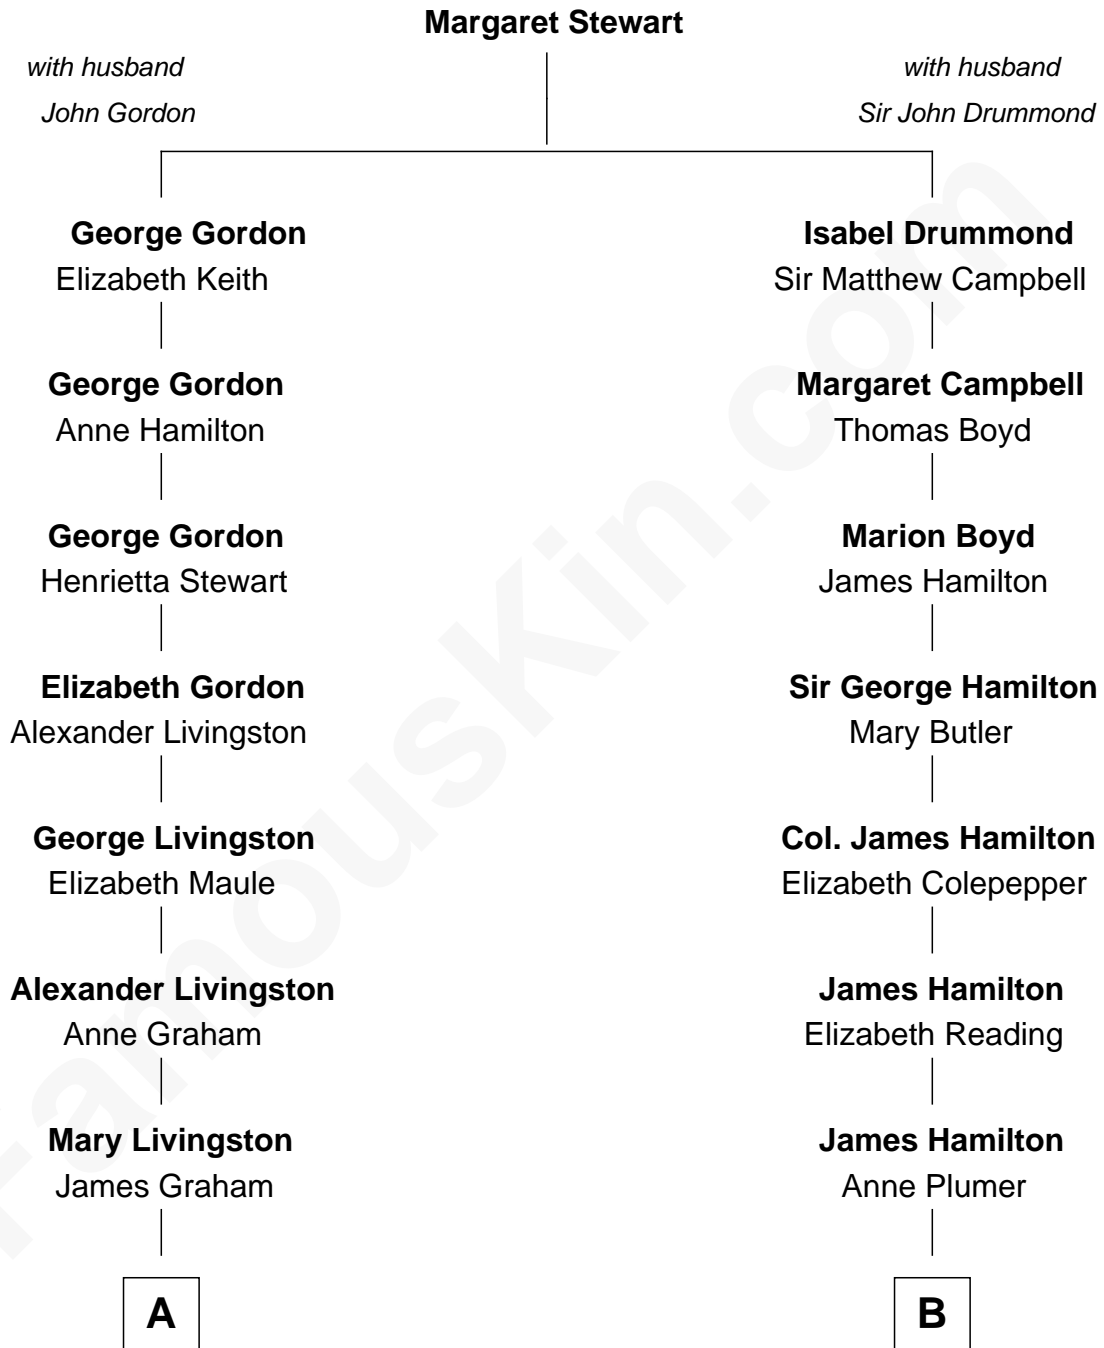 Margaret Stewart
with husband
John Gordon
with husband
Sir John Drummond
George Gordon
Elizabeth Keith
Isabel Drummond
Sir Matthew Campbell
George Gordon
Anne Hamilton
Margaret Campbell
Thomas Boyd
George Gordon
Henrietta Stewart
Marion Boyd
James Hamilton
Elizabeth Gordon
Alexander Livingston
Sir George Hamilton
Mary Butler
George Livingston
Elizabeth Maule
Col. James Hamilton
Elizabeth Colepepper
Alexander Livingston
Anne Graham
James Hamilton
Elizabeth Reading
Mary Livingston
James Graham
James Hamilton
Anne Plumer
A
B
FamousKin.com